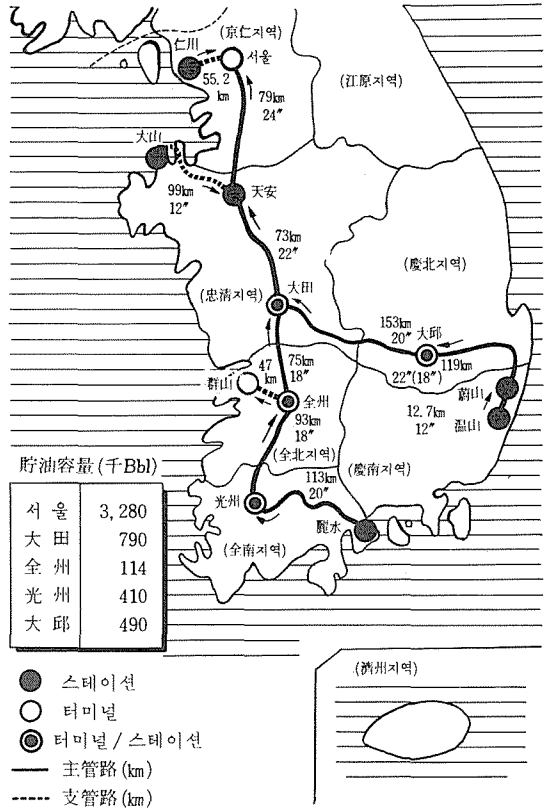 (京仁지역)
仁川
서울
55.2
km
79km
24″
(江原지역)
大山
99km
12″
天安
73km
22″
(慶北지역)
(忠淸지역)
大田
153km
20″
大邱
119km
22″(18″)
47
km
75km
18″
群山
全州
蔚山
12.7km
12″
温山
93km
18″
(全北지역)
貯油容量(千Bbl)
(慶南지역)
113km
20″
光州
麗水
(全南지역)
서울 3,280
大田 790
全州 114
光州 410
大邱 490
(濟州지역)
스테이션
터미널
터미널/스테이션
主管路(km)
支管路(km)